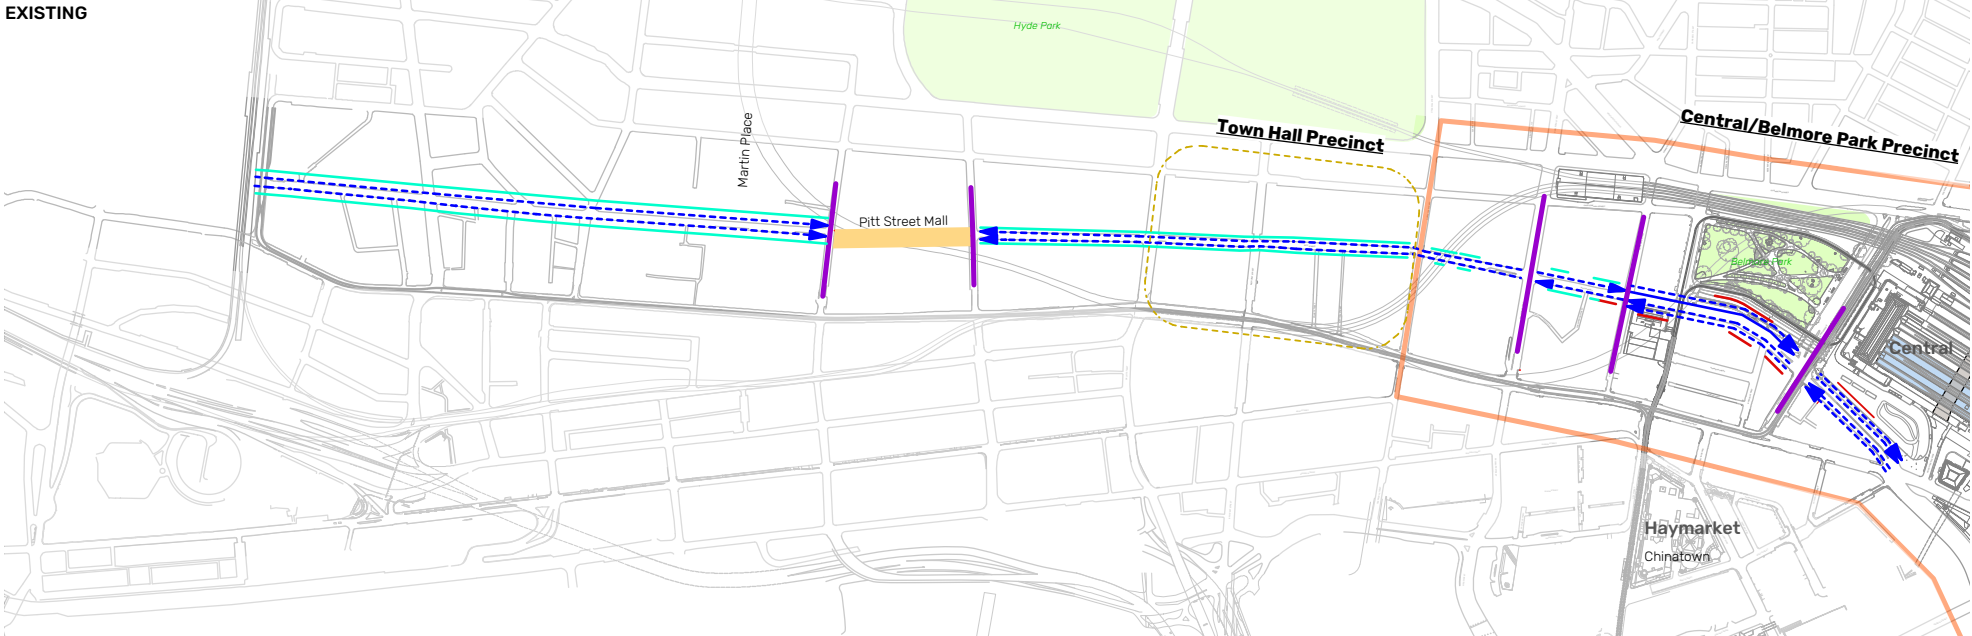 EXISTING
Hyde Park
Martin Place
Town Hall Precinct
Central/Belmore Park Precinct
Pitt Street Mall
Belmore Park
Central
Haymarket
Chinatown